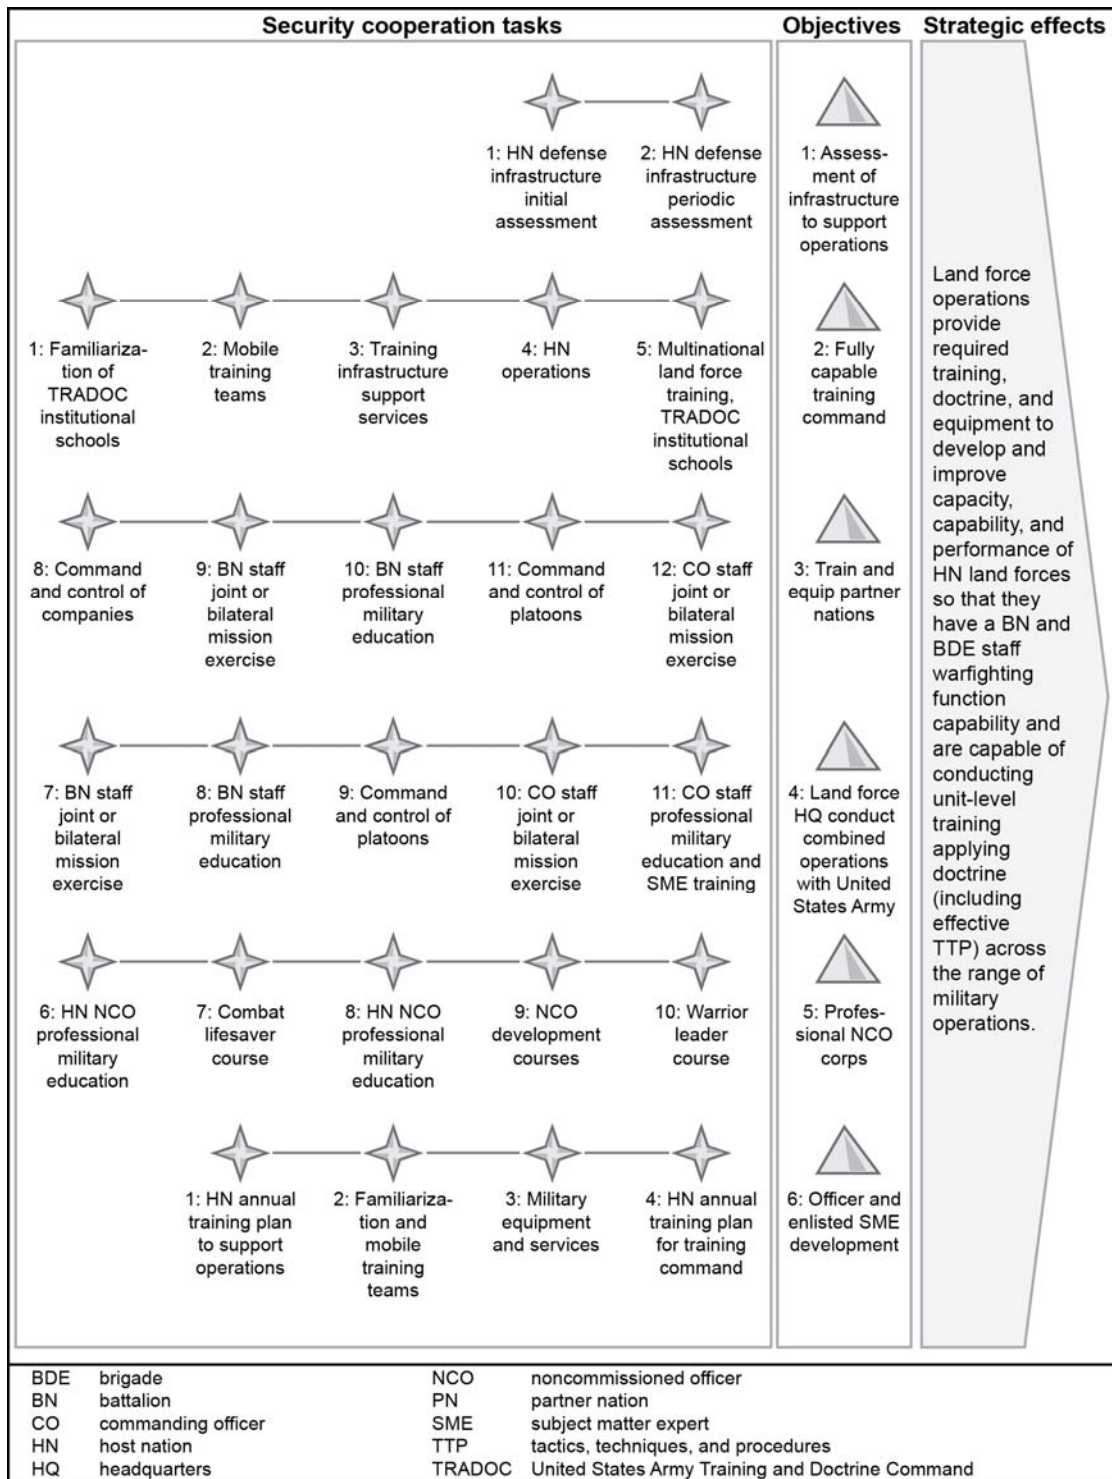 Security cooperation tasks
Objectives
Strategic effects
1: HN defense
infrastructure
initial
assessment
2: HN defense
infrastructure
periodic
assessment
1: Assess-
ment of
infrastructure
to support
operations
1: Familiariza-
tion of
TRADOC
institutional
schools
2: Mobile
training
teams
3: Training
infrastructure
support
services
4: HN
operations
5: Multinational
land force
training,
TRADOC
institutional
schools
2: Fully
capable
training
command
8: Command
and control of
companies
9: BN staff
joint or
bilateral
mission
exercise
10: BN staff
professional
military
education
11: Command
and control of
platoons
12: CO staff
joint or
bilateral
mission
exercise
3: Train and
equip partner
nations
7: BN staff
joint or
bilateral
mission
exercise
8: BN staff
professional
military
education
9: Command
and control of
platoons
10: CO staff
joint or
bilateral
mission
exercise
11: CO staff
professional
military
education and
SME training
4: Land force
HQ conduct
combined
operations
with United
States Army
6: HN NCO
professional
military
education
7: Combat
lifesaver
course
8: HN NCO
professional
military
education
9: NCO
development
courses
10: Warrior
leader
course
5: Profes-
sional NCO
corps
1: HN annual
training plan
to support
operations
2: Familiariza-
tion and
mobile
training
teams
3: Military
equipment
and services
4: HN annual
training plan
for training
command
6: Officer and
enlisted SME
development
Land force
operations
provide
required
training,
doctrine, and
equipment to
develop and
improve
capacity,
capability, and
performance of
HN land forces
so that they
have a BN and
BDE staff
warfighting
function
capability and
are capable of
conducting
unit-level
training
applying
doctrine
(including
effective
TTP) across
the range of
military
operations.
BDE brigade
BN battalion
CO commanding officer
HN host nation
HQ headquarters
NCO noncommissioned officer
PN partner nation
SME subject matter expert
TTP tactics, techniques, and procedures
TRADOC United States Army Training and Doctrine Command